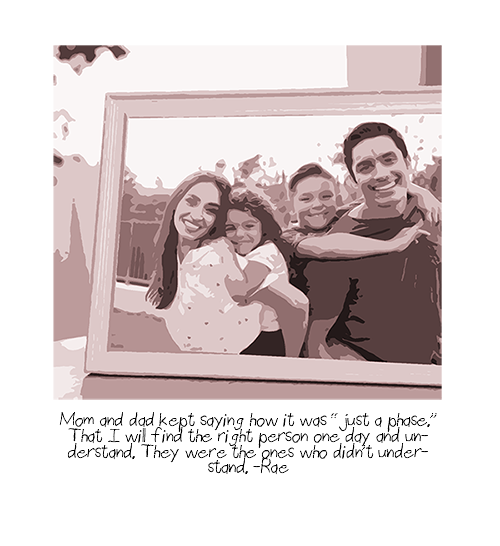 Mom and dad kept saying how it was "just a phase."
That I will find the right person one day and un-
derstand. They were the ones who didn't under-
stand. -Rae